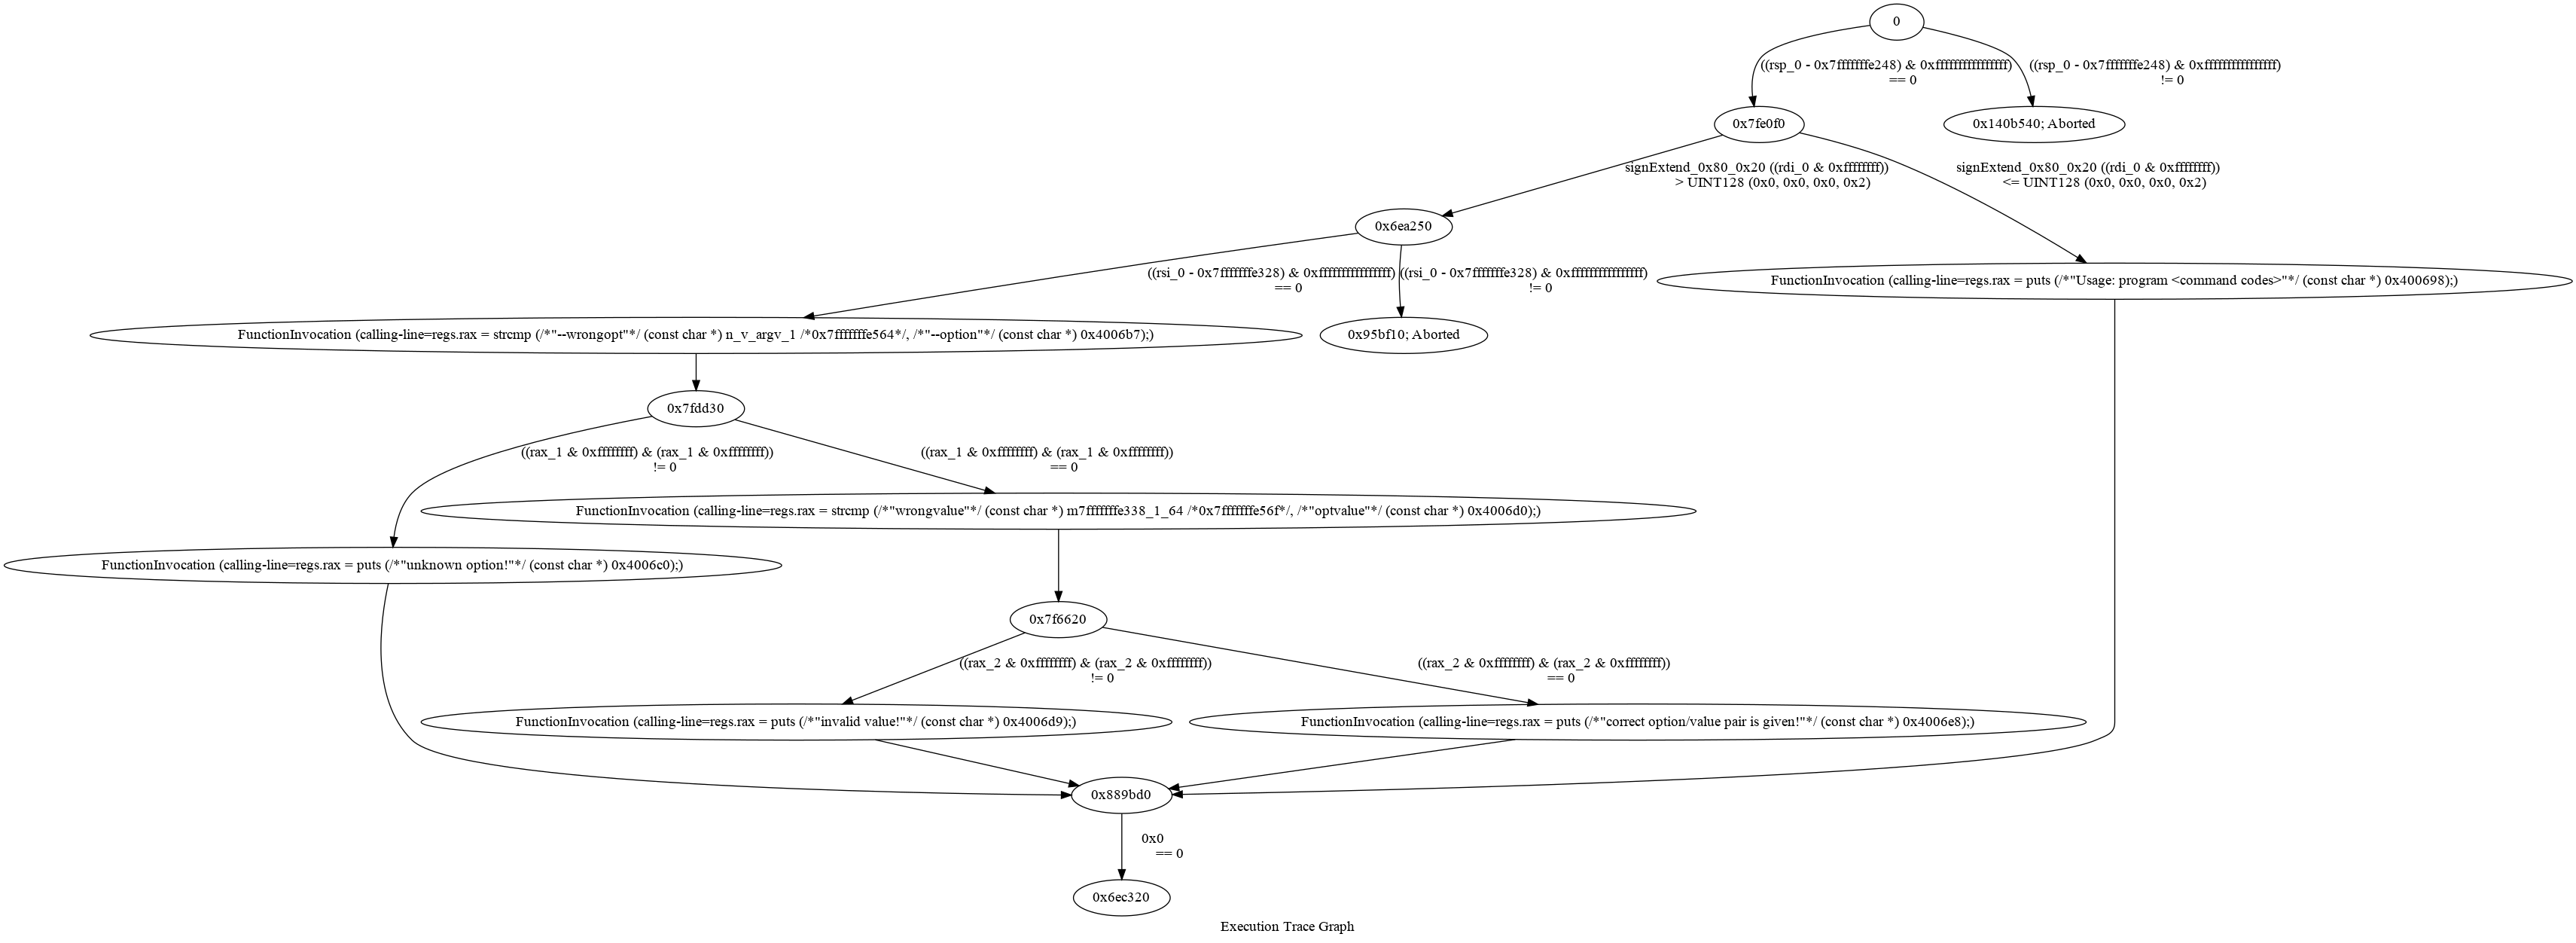 0
((rsp_0 - 0x7fffffffe248) & 0xffffffffffffffff)
== 0
((rsp_0 - 0x7fffffffe248) & 0xffffffffffffffff)
!= 0
0x7fe0f0
0x140b540; Aborted
signExtend_0x80_0x20 ((rdi_0 & 0xffffffff))
> UINT128 (0x0, 0x0, 0x0, 0x2)
signExtend_0x80_0x20 ((rdi_0 & 0xffffffff))
<= UINT128 (0x0, 0x0, 0x0, 0x2)
0x6ea250
((rsi_0 - 0x7fffffffe328) & 0xffffffffffffffff)
== 0
((rsi_0 - 0x7fffffffe328) & 0xffffffffffffffff)
!= 0
FunctionInvocation (calling-line=regs.rax = puts (/*"Usage: program <command codes>"*/ (const char *) 0x400698);)
FunctionInvocation (calling-line=regs.rax = strcmp (/*"--wrongopt"*/ (const char *) n_v_argv_1 /*0x7fffffffe564*/, /*"--option"*/ (const char *) 0x4006b7);)
0x95bf10; Aborted
0x7fdd30
((rax_1 & 0xffffffff) & (rax_1 & 0xffffffff))
!= 0
((rax_1 & 0xffffffff) & (rax_1 & 0xffffffff))
== 0
FunctionInvocation (calling-line=regs.rax = strcmp (/*"wrongvalue"*/ (const char *) m7fffffffe338_1_64 /*0x7fffffffe56f*/, /*"optvalue"*/ (const char *) 0x4006d0);)
FunctionInvocation (calling-line=regs.rax = puts (/*"unknown option!"*/ (const char *) 0x4006c0);)
0x7f6620
((rax_2 & 0xffffffff) & (rax_2 & 0xffffffff))
!= 0
((rax_2 & 0xffffffff) & (rax_2 & 0xffffffff))
== 0
FunctionInvocation (calling-line=regs.rax = puts (/*"invalid value!"*/ (const char *) 0x4006d9);)
FunctionInvocation (calling-line=regs.rax = puts (/*"correct option/value pair is given!"*/ (const char *) 0x4006e8);)
0x889bd0
0x0
== 0
0x6ec320
Execution Trace Graph